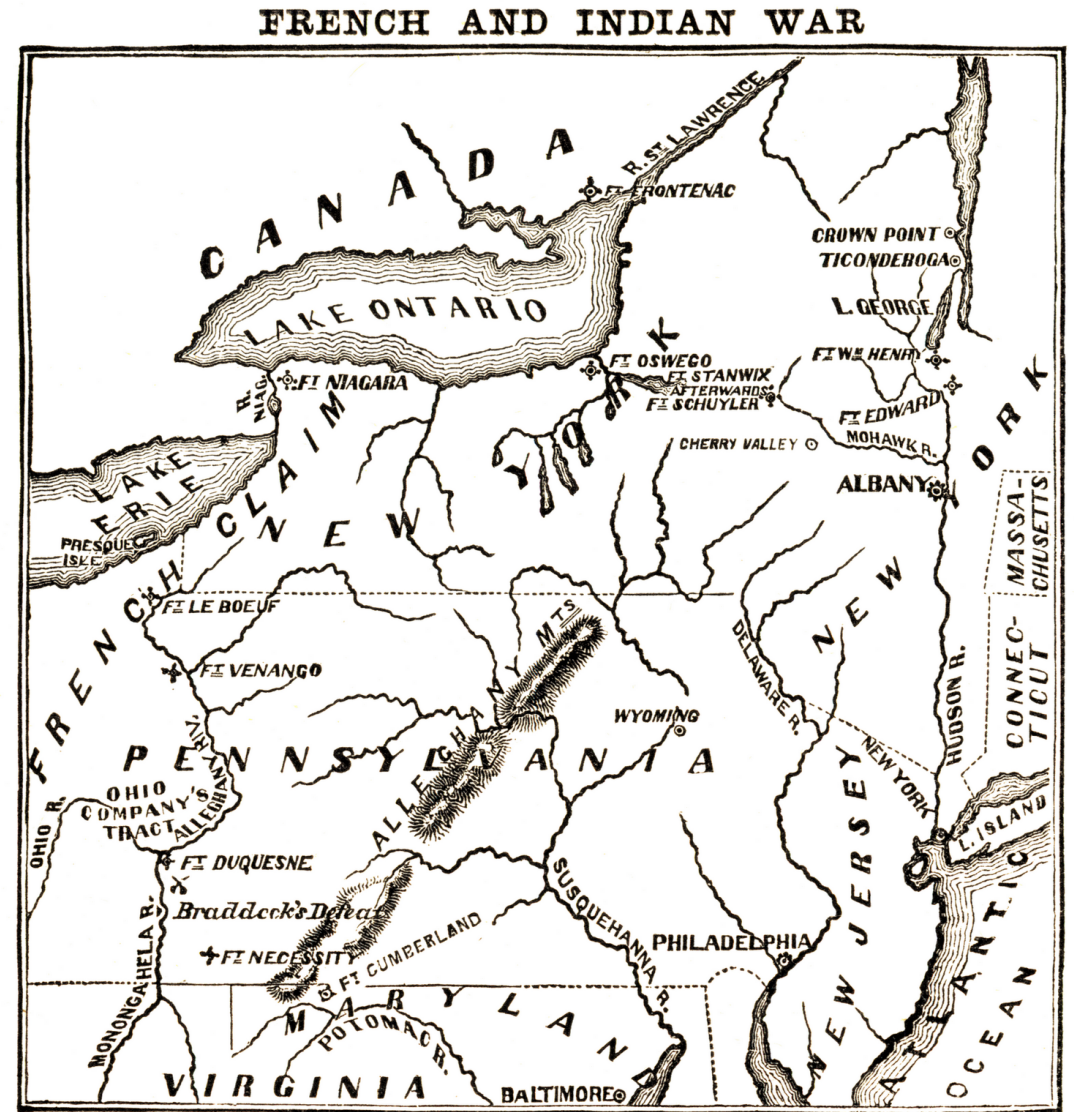 FRENCH AND INDIAN WAR
CANADA
R. ST LAWRENCE
FT FRONTENAC
CROWN POINT
TICONDEROGA
L. GEORGE
LAKE ONTARIO
FT WM HENRY
FT OSWEGO
FT STANWIX
AFTERWARDS
FT SCHUYLER
FT EDWARD
R. NIAG.
FT NIAGARA
MOHAWK R.
CHERRY VALLEY
ALBANY
LAKE
ERIE
PRESQUE
ISLE
FRENCH CLAIM
NEW YORK
NEW YORK
MASSA-
CHUSETTS
CONNEC-
TICUT
FT LE BOEUF
FT VENANGO
ALLEGHANY MTS
DELAWARE R.
HUDSON R.
WYOMING
PENNSYLVANIA
ALLEGHANY RIV.
OHIO
COMPANY'S
TRACT
OHIO R.
NEW YORK
L. ISLAND
FT DUQUESNE
Braddock's Defeat
FT NECESSITY
FT CUMBERLAND
SUSQUEHANNA R.
PHILADELPHIA
NEW JERSEY
ATLANTIC
OCEAN
MONONGAHELA R.
MARYLAND
POTOMAC R.
VIRGINIA
BALTIMORE